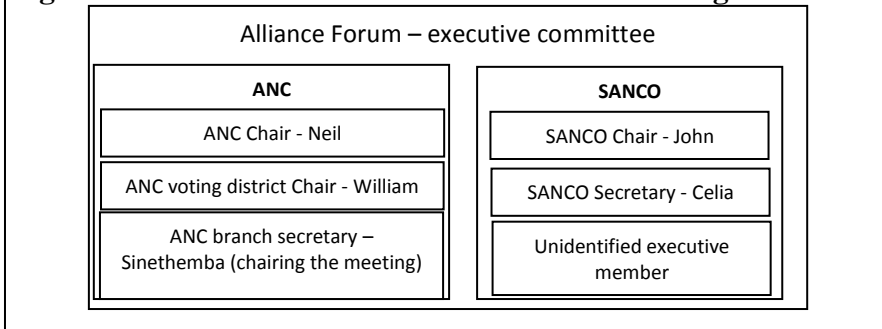 Alliance Forum – executive committee
ANC
ANC Chair - Neil
ANC voting district Chair - William
ANC branch secretary –
Sinethemba (chairing the meeting)
SANCO
SANCO Chair - John
SANCO Secretary - Celia
Unidentified executive
member